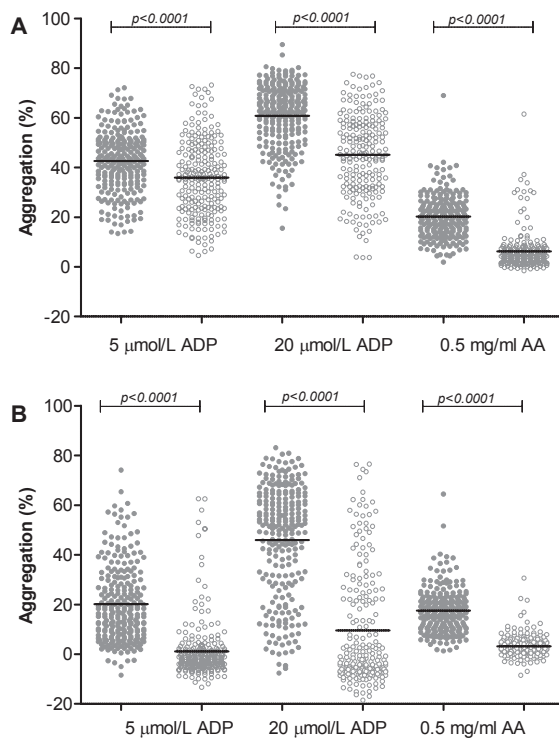 A
p<0.0001 p<0.0001 p<0.0001
100
80
60
40
20
0
-20
Aggregation (%)
5 μmol/L ADP 20 μmol/L ADP 0.5 mg/ml AA
B
p<0.0001 p<0.0001 p<0.0001
100
80
60
40
20
0
-20
Aggregation (%)
5 μmol/L ADP 20 μmol/L ADP 0.5 mg/ml AA